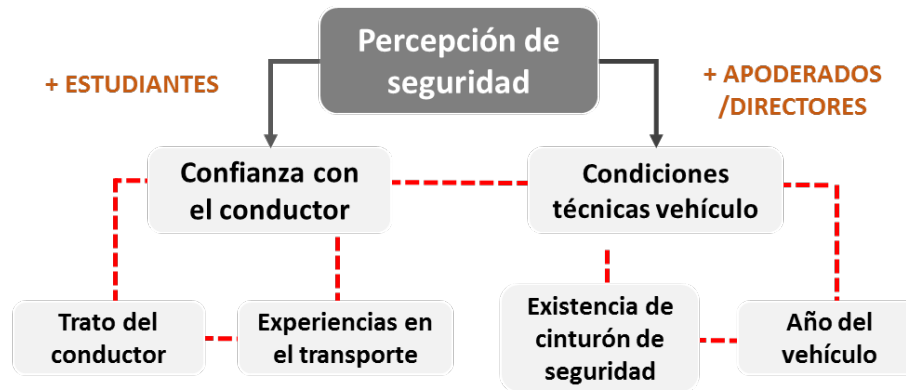 Percepción de
seguridad
+ ESTUDIANTES
+ APODERADOS
/DIRECTORES
Confianza con
el conductor
Condiciones
técnicas vehículo
Trato del
conductor
Experiencias en
el transporte
Existencia de
cinturón de
seguridad
Año del
vehículo